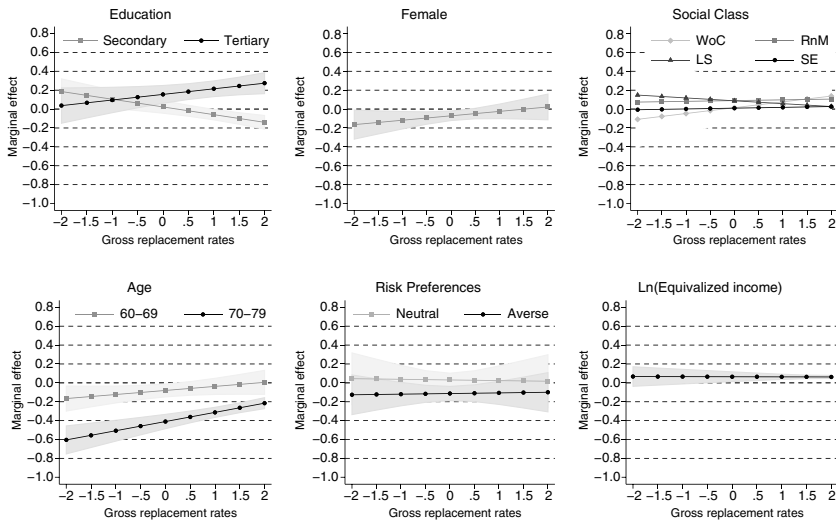 Education
Secondary Tertiary
Marginal effect
0.8
0.6
0.4
0.2
0.0
−0.2
−0.4
−0.6
−0.8
−1.0
−2 −1.5 −1 −.5 0 .5 1 1.5 2
Gross replacement rates
Female
Marginal effect
0.8
0.6
0.4
0.2
0.0
−0.2
−0.4
−0.6
−0.8
−1.0
−2 −1.5 −1 −.5 0 .5 1 1.5 2
Gross replacement rates
Social Class
WoC RnM
LS SE
Marginal effect
0.8
0.6
0.4
0.2
0.0
−0.2
−0.4
−0.6
−0.8
−1.0
−2 −1.5 −1 −.5 0 .5 1 1.5 2
Gross replacement rates
Age
60−69 70−79
Marginal effect
0.8
0.6
0.4
0.2
0.0
−0.2
−0.4
−0.6
−0.8
−1.0
−2 −1.5 −1 −.5 0 .5 1 1.5 2
Gross replacement rates
Risk Preferences
Neutral Averse
Marginal effect
0.8
0.6
0.4
0.2
0.0
−0.2
−0.4
−0.6
−0.8
−1.0
−2 −1.5 −1 −.5 0 .5 1 1.5 2
Gross replacement rates
Ln(Equivalized income)
Marginal effect
0.8
0.6
0.4
0.2
0.0
−0.2
−0.4
−0.6
−0.8
−1.0
−2 −1.5 −1 −.5 0 .5 1 1.5 2
Gross replacement rates